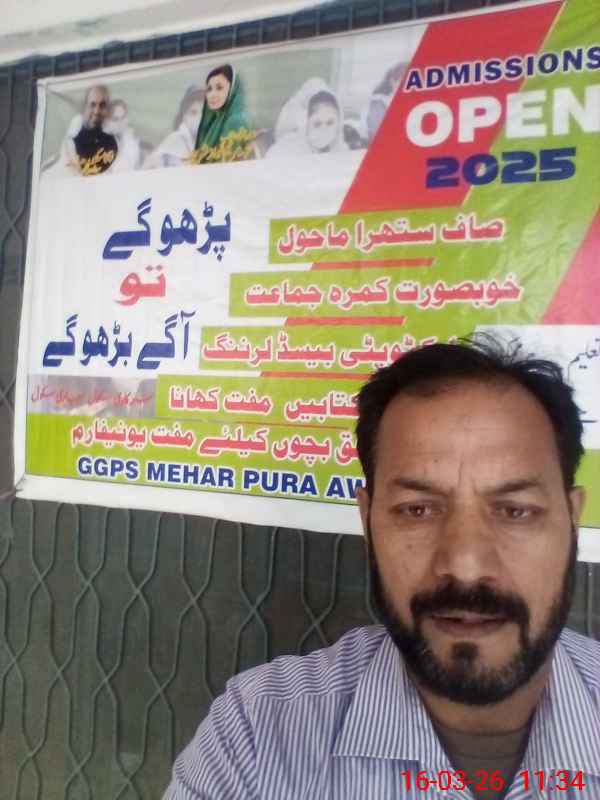 ADMISSIONS
OPEN
2025
پڑھو گے
تو
آگے بڑھو گے
صاف ستھرا ماحول
خوبصورت کمرہ جماعت
بیسڈ لرننگ
کتابیں مفت کھانا
بچوں کیلئے مفت یونیفارم
تعلیم
GGPS MEHAR PURA AW
16-03-26 11:34